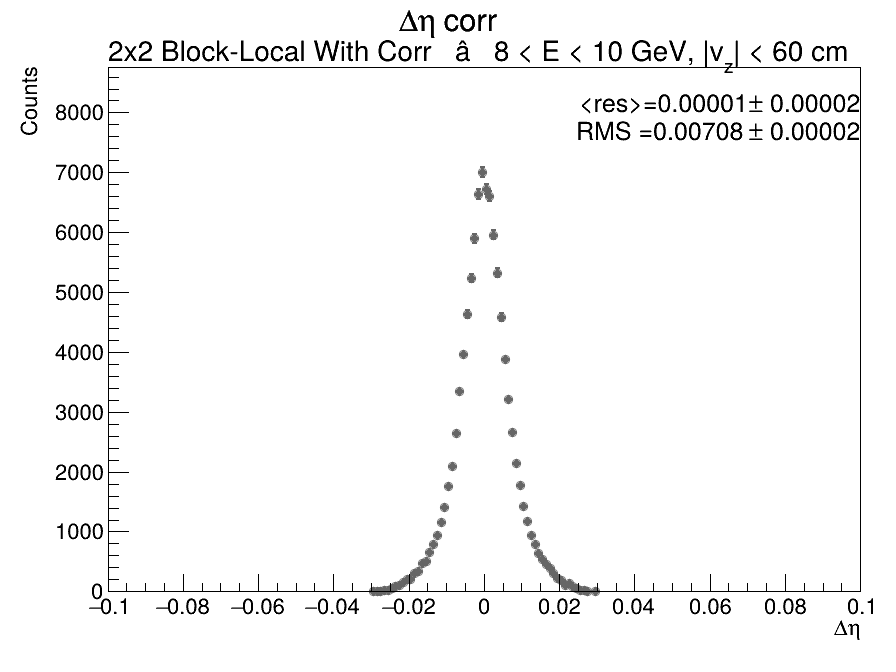 Δη corr
2x2 Block-Local With Corr â 8 < E < 10 GeV, |v_z| < 60 cm
Counts
<res>=0.00001± 0.00002
RMS =0.00708 ± 0.00002
8000
7000
6000
5000
4000
3000
2000
1000
0
−0.1 −0.08 −0.06 −0.04 −0.02 0 0.02 0.04 0.06 0.08 0.1
Δη